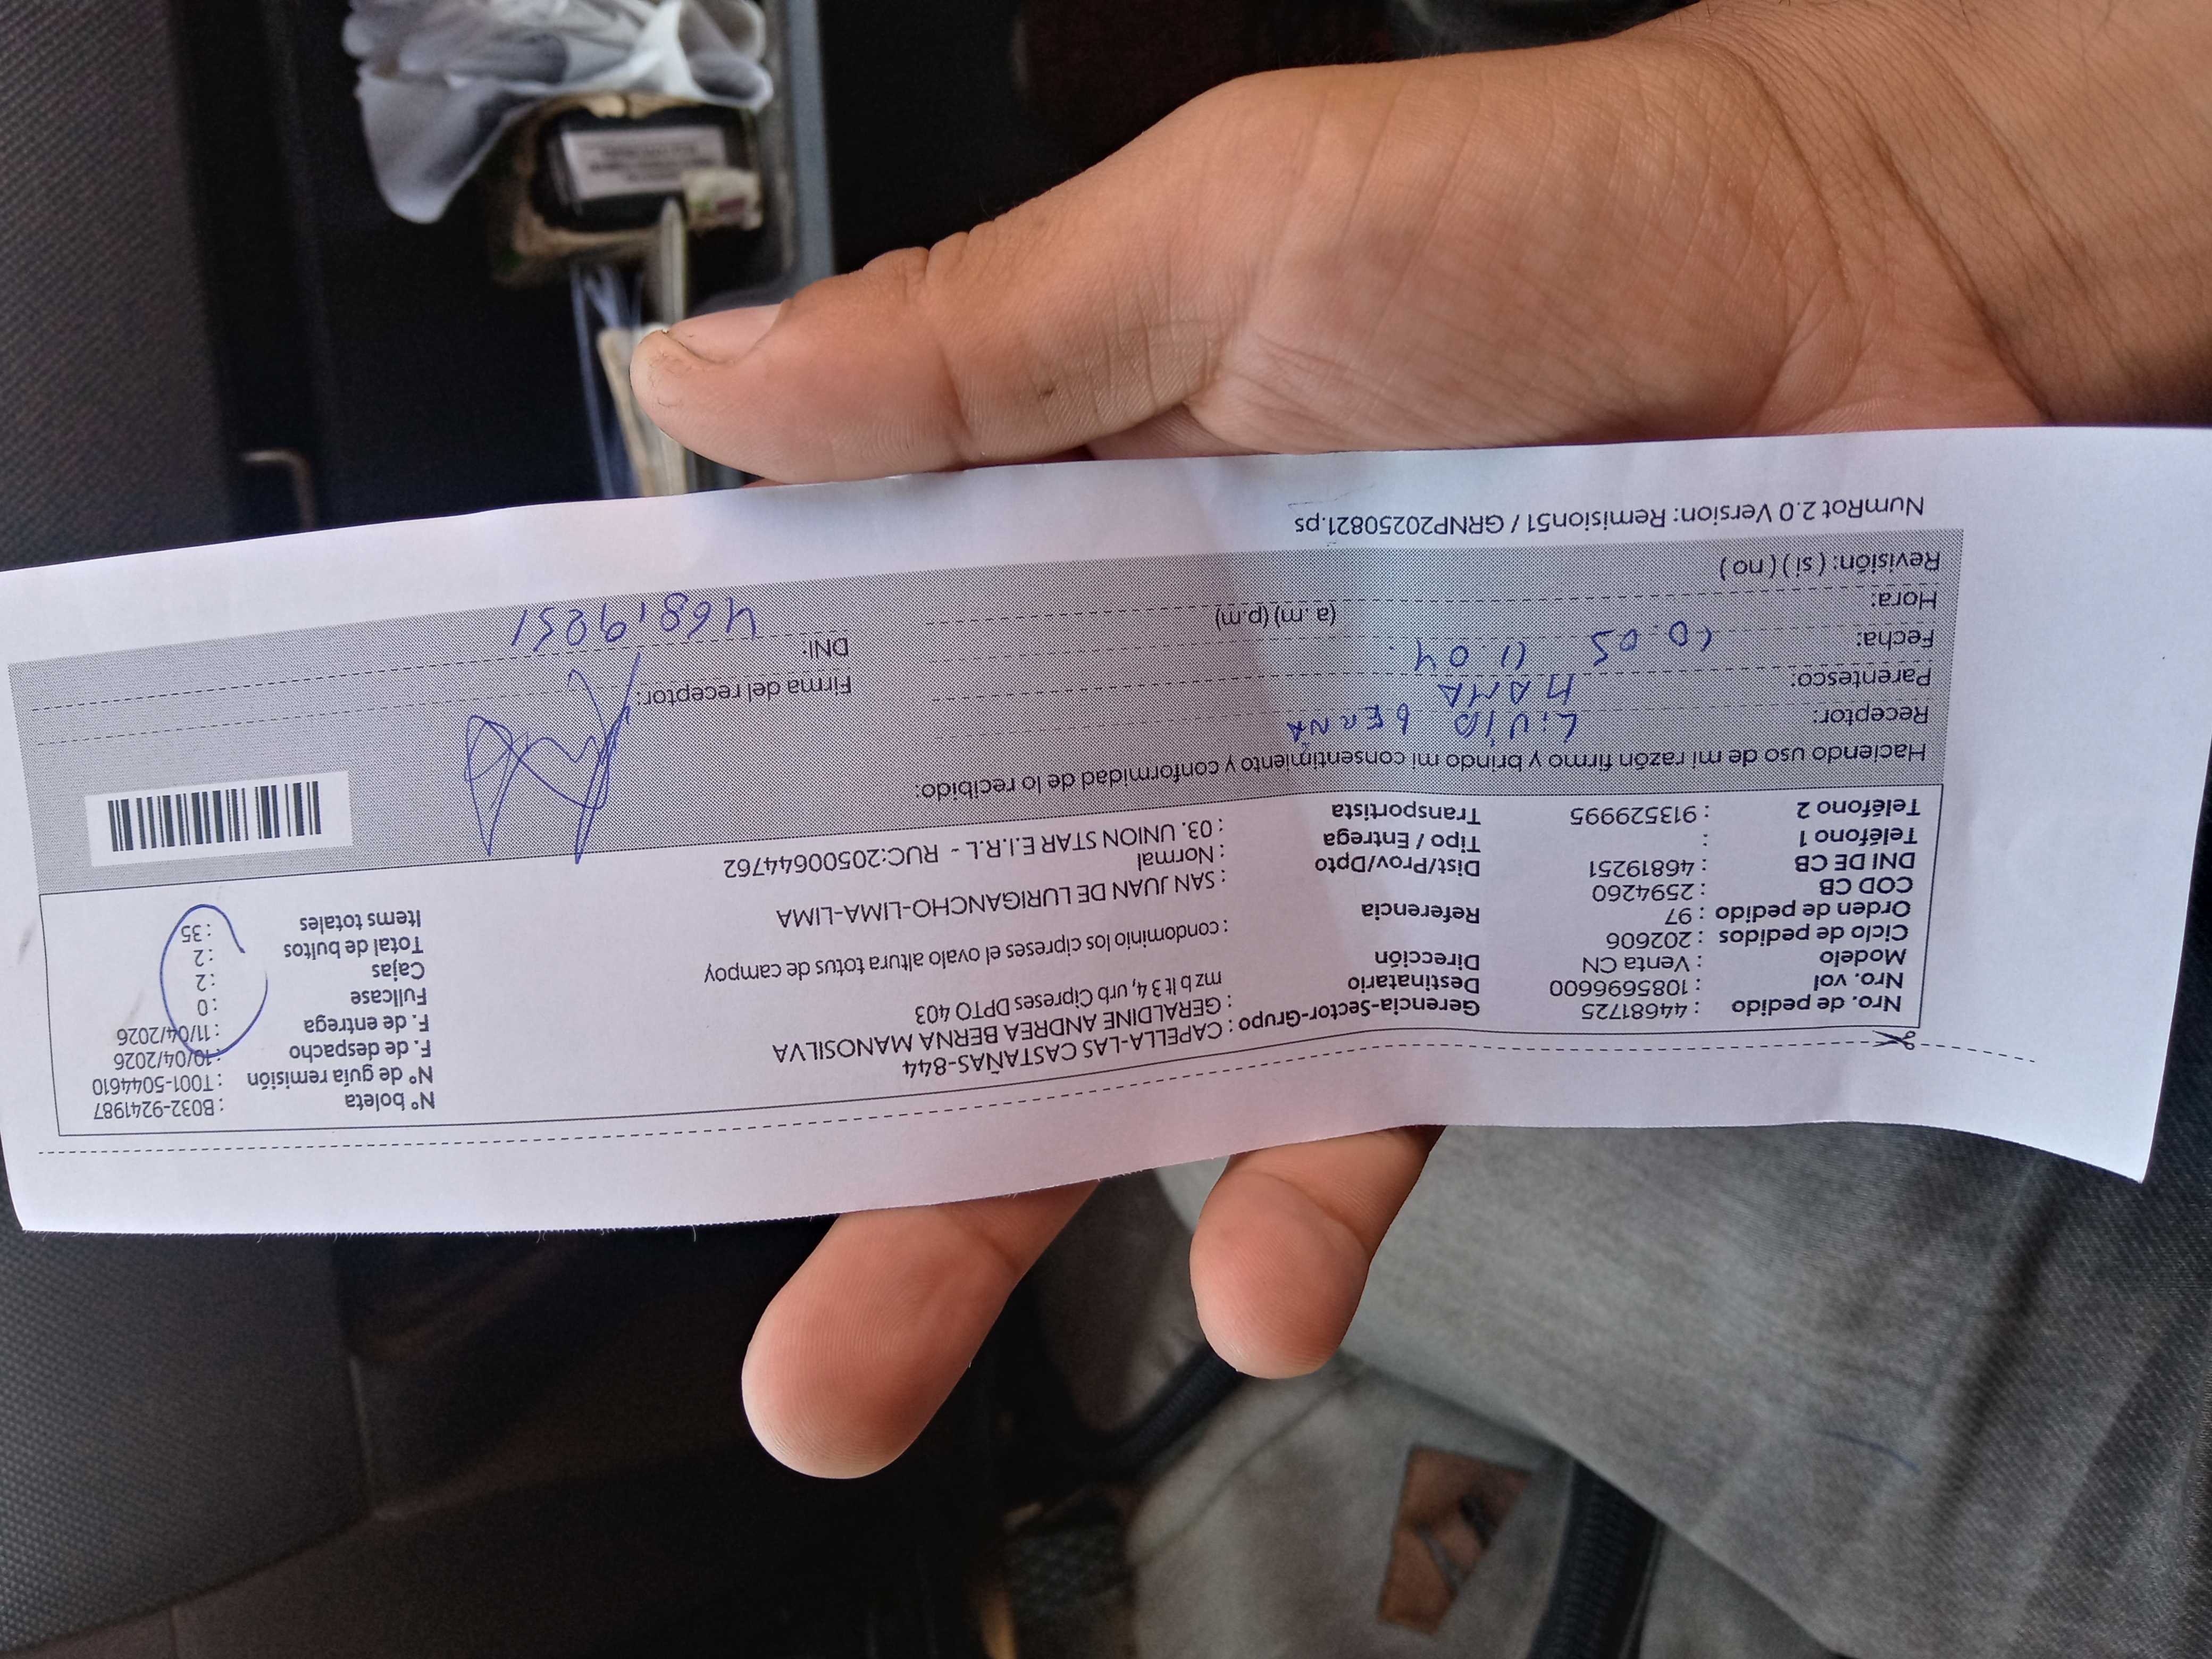 Nro. de pedido : 44681725
Nro. vol : 1085696600
Modelo : Venta CN
Ciclo de pedidos : 202606
Orden de pedido : 97
COD CB : 2594260
DNI DE CB : 46819251
Teléfono 1 :
Teléfono 2 : 913529995
Gerencia-Sector-Grupo : CAPELLA-LAS CASTAÑAS-844
Destinatario : GERALDINE ANDREA BERNA MANOSILVA
Dirección mz b lt 3 4, urb Cipreses DPTO 403
Referencia : condominio los cipreses el ovalo altura totus de campoy
Dist/Prov/Dpto : SAN JUAN DE LURIGANCHO-LIMA-LIMA
Tipo / Entrega : Normal
Transportista : 03. UNION STAR E.I.R.L - RUC:20500644762
N° boleta : B032-9241987
N° de guía remisión : T001-5044610
F. de despacho : 10/04/2026
F. de entrega : 11/04/2026
Fullcase : 0
Cajas : 2
Total de bultos : 2
Items totales : 35
Haciendo uso de mi razón firmo y brindo mi consentimiento y conformidad de lo recibido:
Receptor: LiViA bERNA
Parentesco: MAMA
Fecha: 10.05 11.04.
Hora: (a.m) (p.m)
Revisión: ( si ) ( no )
Firma del receptor:
DNI: 46819251
NumRot 2.0 Version: Remision51 / GRNP20250821.ps